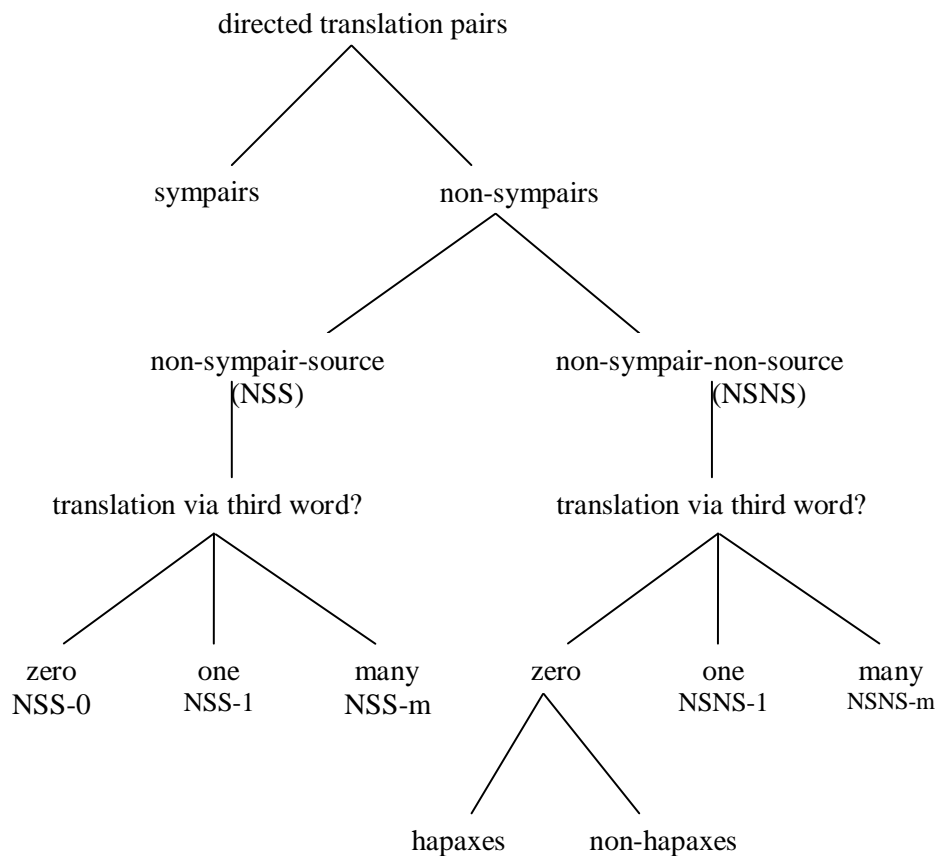 directed translation pairs
sympairs non-sympairs
non-sympair-source non-sympair-non-source
(NSS) (NSNS)
translation via third word? translation via third word?
zero one many zero one many
NSS-0 NSS-1 NSS-m NSNS-1 NSNS-m
hapaxes non-hapaxes